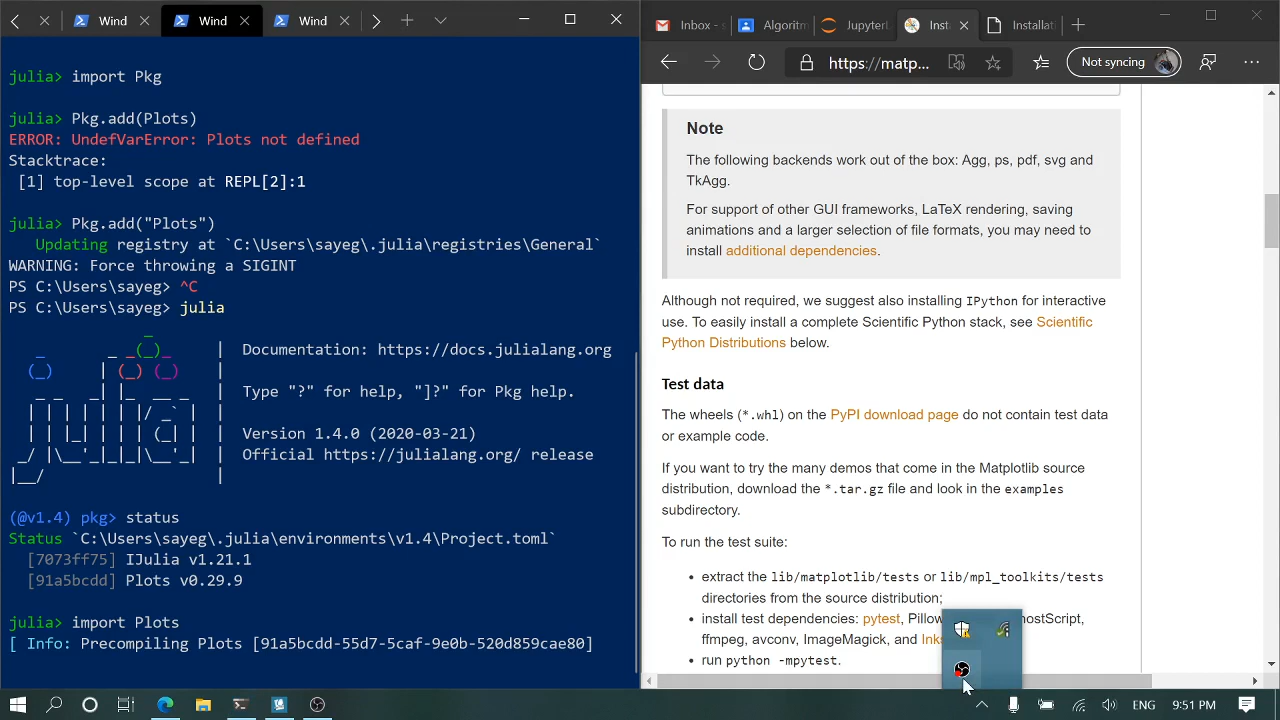 Wind
Wind
Wind
julia> import Pkg
julia> Pkg.add(Plots)
ERROR: UndefVarError: Plots not defined
Stacktrace:
[1] top-level scope at REPL[2]:1
julia> Pkg.add("Plots")
Updating registry at `C:\Users\sayeg\.julia\registries\General`
WARNING: Force throwing a SIGINT
PS C:\Users\sayeg> ^C
PS C:\Users\sayeg> julia
Documentation: https://docs.julialang.org
Type "?" for help, "]?" for Pkg help.
Version 1.4.0 (2020-03-21)
Official https://julialang.org/ release
(@v1.4) pkg> status
Status `C:\Users\sayeg\.julia\environments\v1.4\Project.toml`
[7073ff75] IJulia v1.21.1
[91a5bcdd] Plots v0.29.9
julia> import Plots
[ Info: Precompiling Plots [91a5bcdd-55d7-5caf-9e0b-520d859cae80]
Inbox -
Algoritm
JupyterL
Inst
Installati
https://matp...
Not syncing
Note
The following backends work out of the box: Agg, ps, pdf, svg and
TkAgg.
For support of other GUI frameworks, LaTeX rendering, saving
animations and a larger selection of file formats, you may need to
install additional dependencies.
Although not required, we suggest also installing IPython for interactive
use. To easily install a complete Scientific Python stack, see Scientific
Python Distributions below.
Test data
The wheels (*.whl) on the PyPI download page do not contain test data
or example code.
If you want to try the many demos that come in the Matplotlib source
distribution, download the *.tar.gz file and look in the examples
subdirectory.
To run the test suite:
• extract the lib/matplotlib/tests or lib/mpl_toolkits/tests
directories from the source distribution;
• install test dependencies: pytest, Pillow hostScript,
ffmpeg, avconv, ImageMagick, and Inks
• run python -mpytest.
ENG 9:51 PM